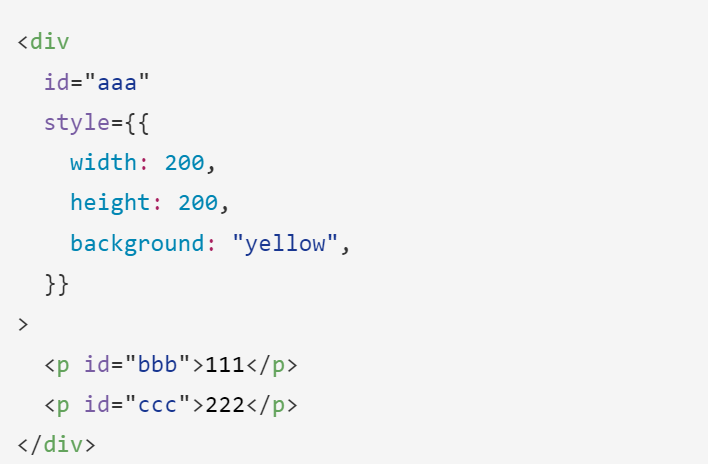 <div
  id="aaa"
  style={{
    width: 200,
    height: 200,
    background: "yellow",
  }}
>
  <p id="bbb">111</p>
  <p id="ccc">222</p>
</div>